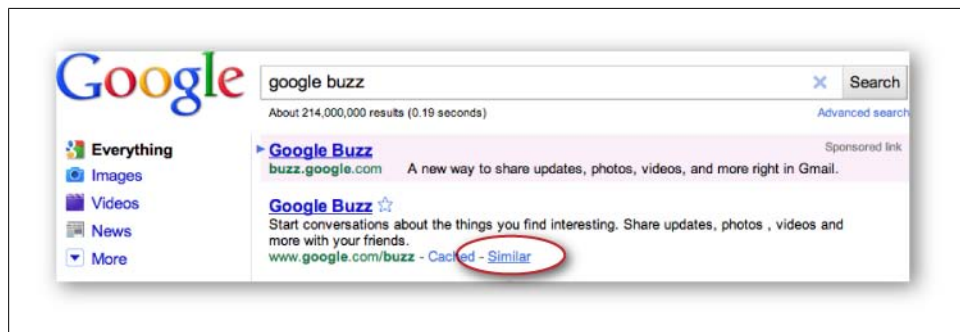 Google
google buzz
Search
About 214,000,000 results (0.19 seconds)
Advanced search
Everything
Images
Videos
News
More
Google Buzz
Sponsored link
buzz.google.com A new way to share updates, photos, videos, and more right in Gmail.
Google Buzz
Start conversations about the things you find interesting. Share updates, photos , videos and
more with your friends.
www.google.com/buzz - Cached - Similar